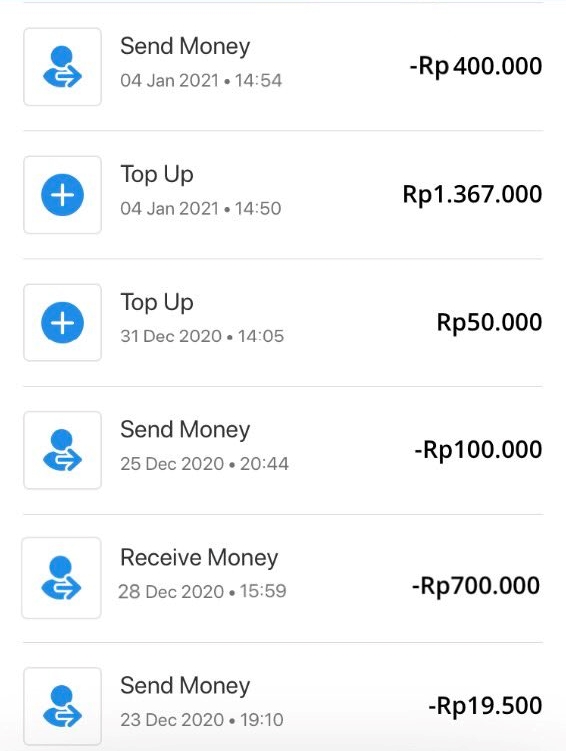 Send Money
-Rp 400.000
04 Jan 2021 • 14:54
Top Up
Rp1.367.000
04 Jan 2021 • 14:50
Top Up
Rp50.000
31 Dec 2020 • 14:05
Send Money
-Rp100.000
25 Dec 2020 • 20:44
Receive Money
-Rp700.000
28 Dec 2020 • 15:59
Send Money
-Rp19.500
23 Dec 2020 • 19:10